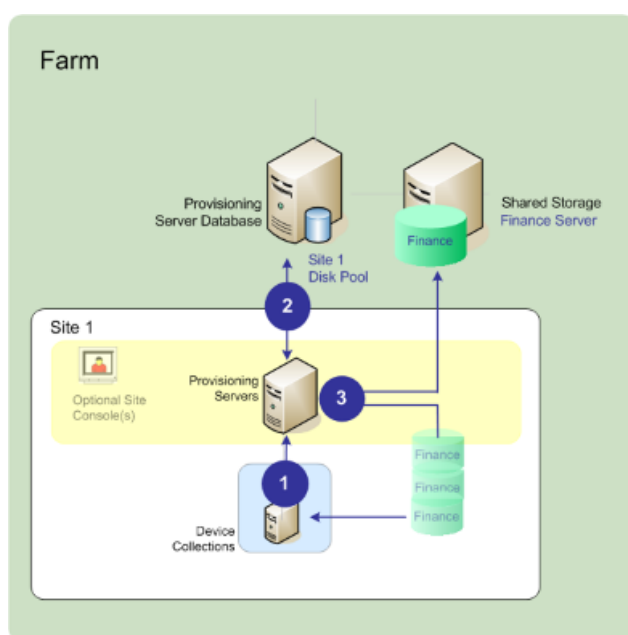 Farm
Provisioning
Server Database
Shared Storage
Finance Server
Finance
Site 1
Disk Pool
2
Site 1
Optional Site
Console(s)
Provisioning
Servers
3
Finance
Finance
Finance
1
Device
Collections